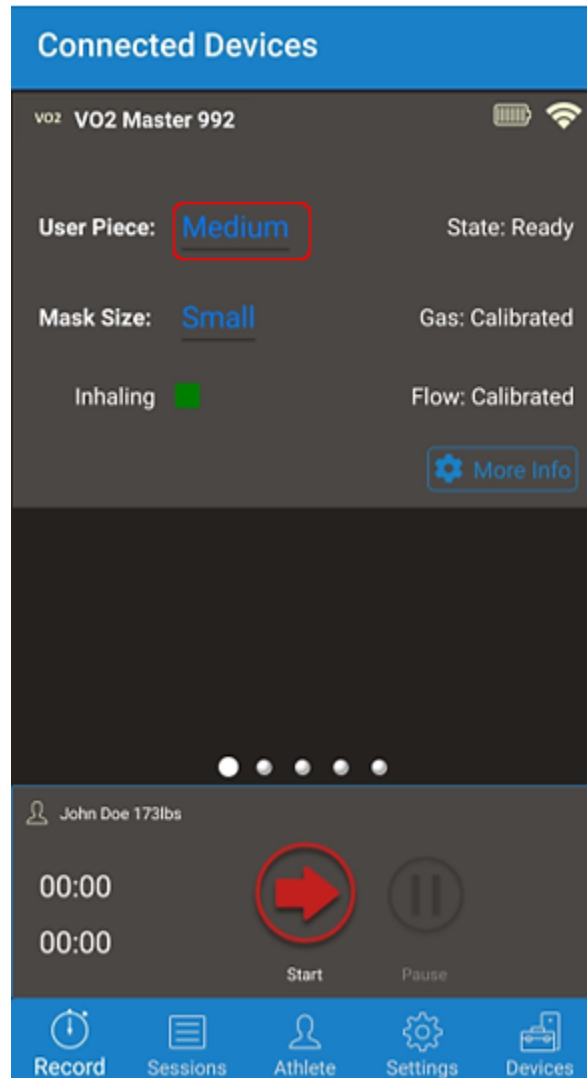 Connected Devices
VO2 VO2 Master 992
User Piece: Medium State: Ready
Mask Size: Small Gas: Calibrated
Inhaling Flow: Calibrated
More Info
John Doe 173lbs
00:00
00:00
Start Pause
Record Sessions Athlete Settings Devices